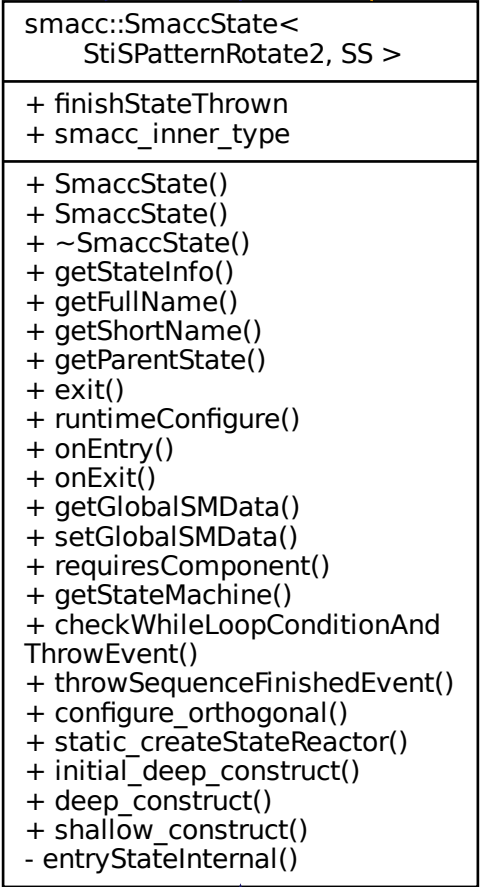 smacc::SmaccState<
StiSPatternRotate2, SS >
+ finishStateThrown
+ smacc_inner_type
+ SmaccState()
+ SmaccState()
+ ~SmaccState()
+ getStateInfo()
+ getFullName()
+ getShortName()
+ getParentState()
+ exit()
+ runtimeConfigure()
+ onEntry()
+ onExit()
+ getGlobalSMData()
+ setGlobalSMData()
+ requiresComponent()
+ getStateMachine()
+ checkWhileLoopConditionAnd
ThrowEvent()
+ throwSequenceFinishedEvent()
+ configure_orthogonal()
+ static_createStateReactor()
+ initial_deep_construct()
+ deep_construct()
+ shallow_construct()
- entryStateInternal()